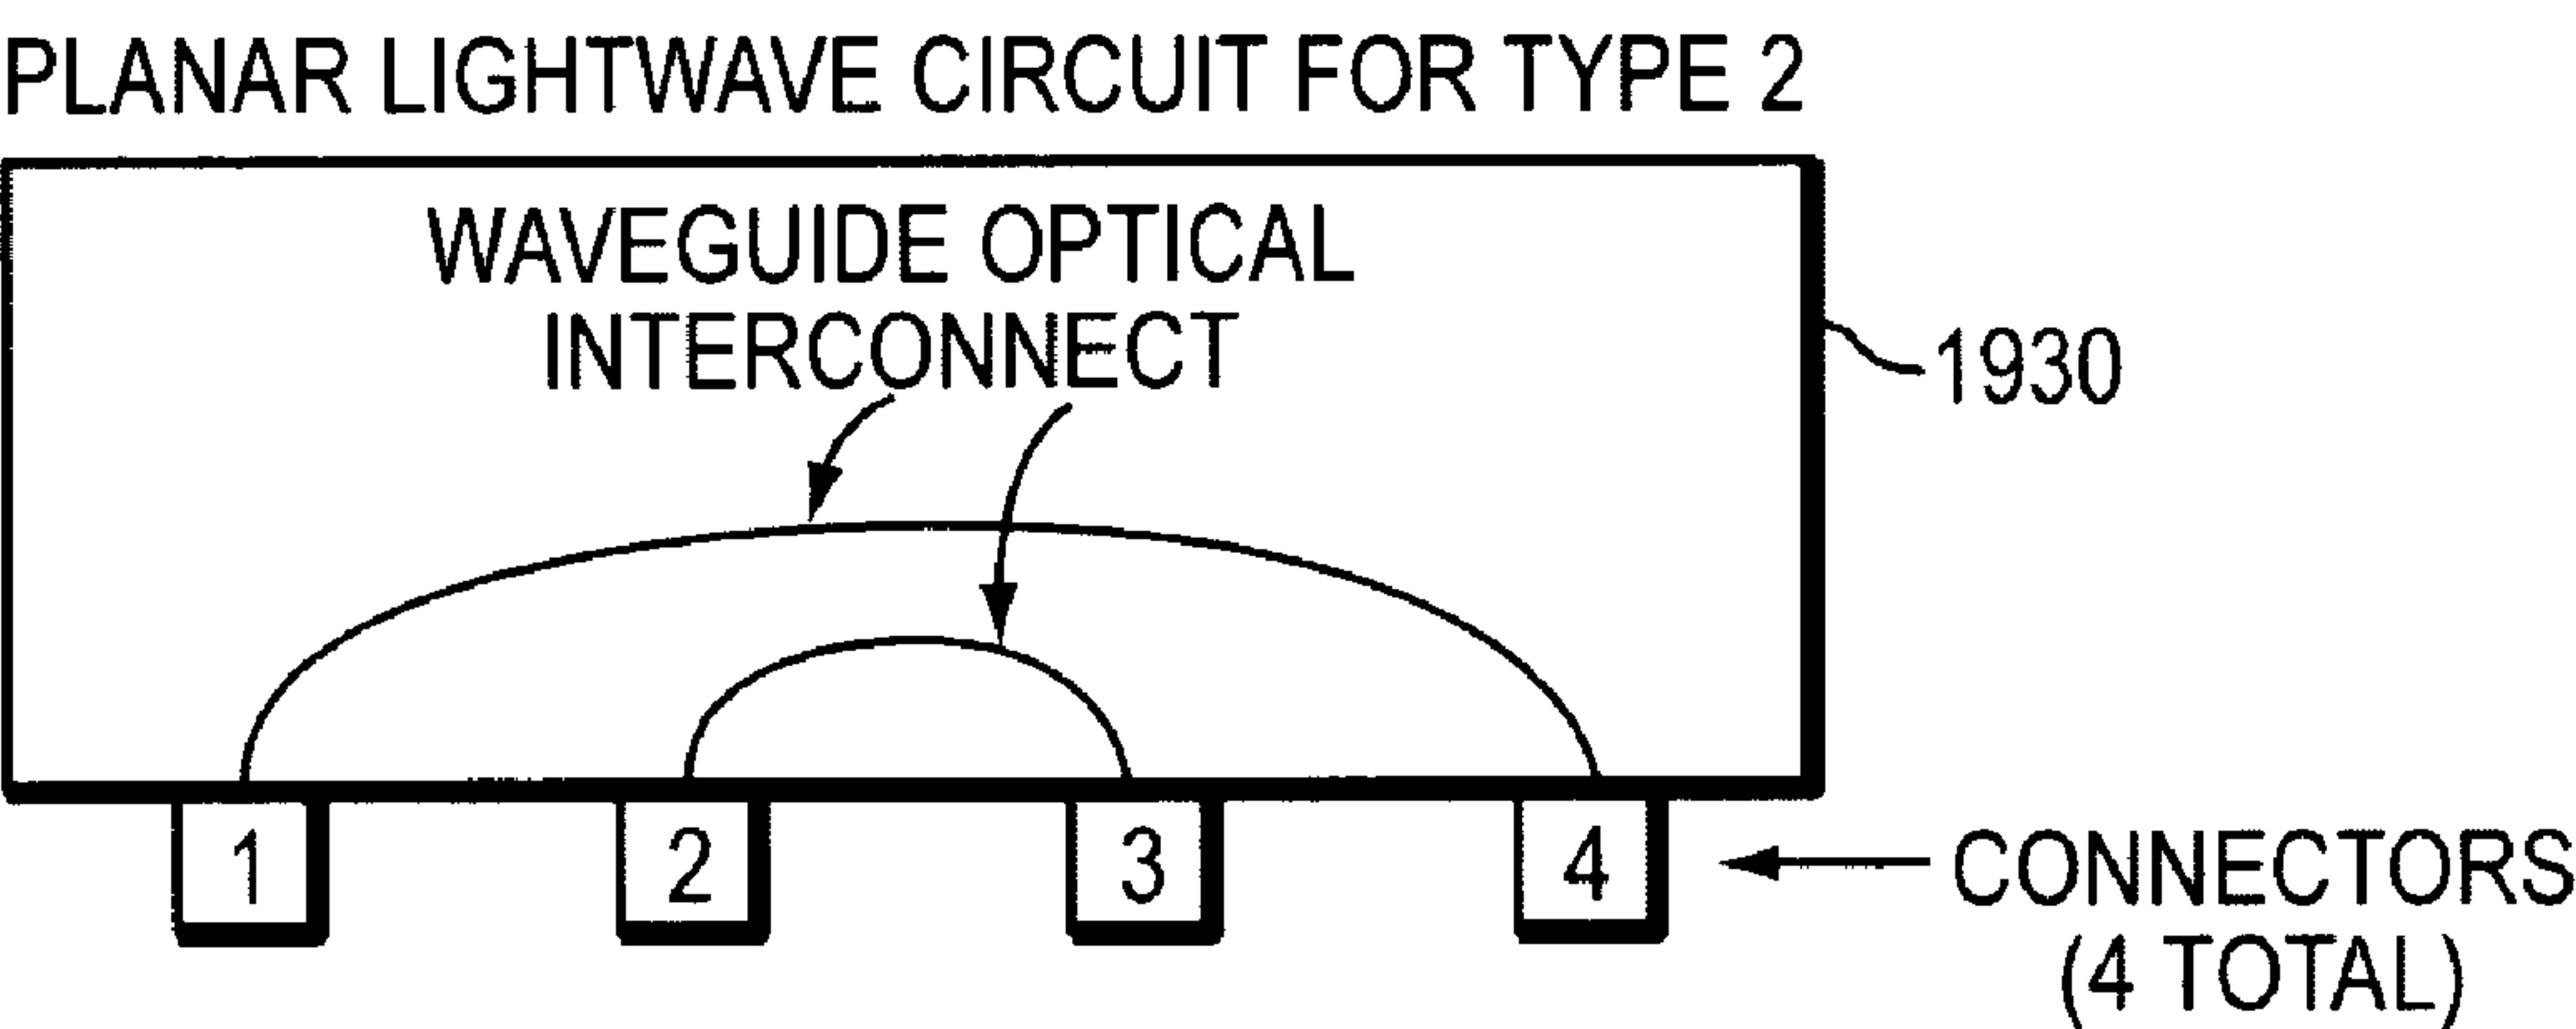 PLANAR LIGHTWAVE CIRCUIT FOR TYPE 2
WAVEGUIDE OPTICAL
INTERCONNECT
1930
1 2 3 4
CONNECTORS
(4 TOTAL)